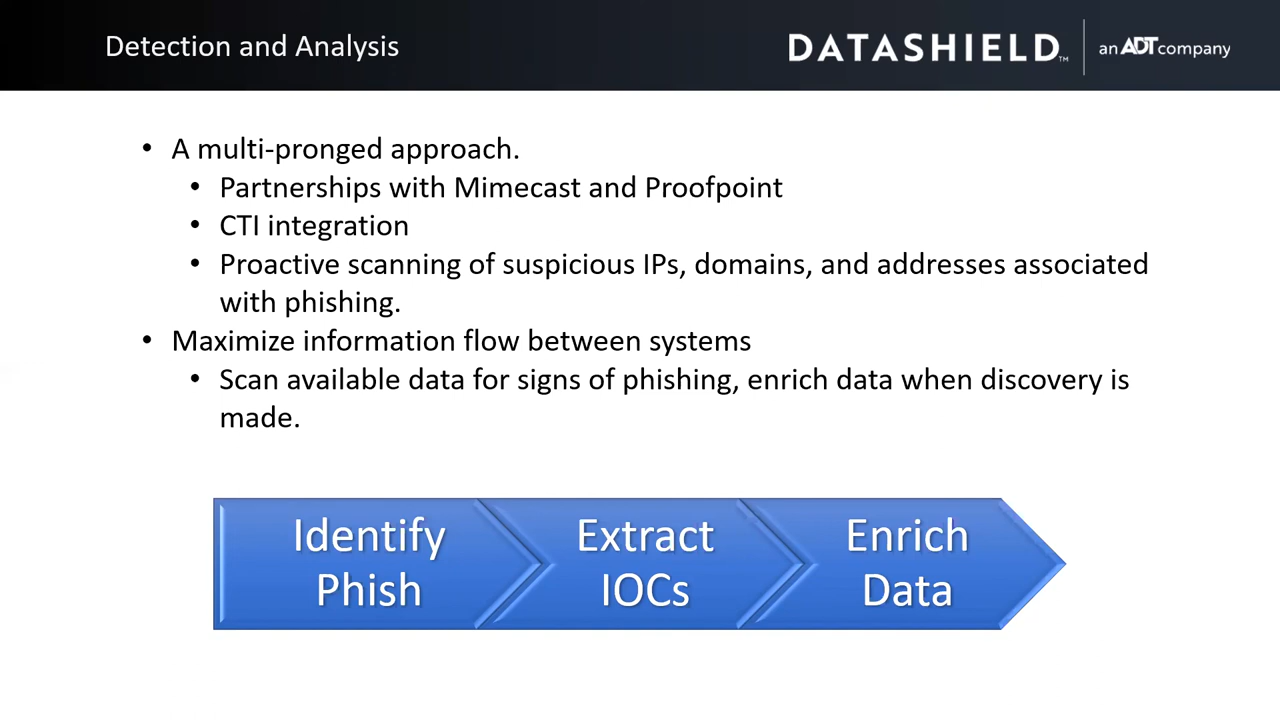 Detection and Analysis
DATASHIELD™ | an ADT company
• A multi-pronged approach.
• Partnerships with Mimecast and Proofpoint
• CTI integration
• Proactive scanning of suspicious IPs, domains, and addresses associated
with phishing.
• Maximize information flow between systems
• Scan available data for signs of phishing, enrich data when discovery is
made.
Identify
Phish
Extract
IOCs
Enrich
Data